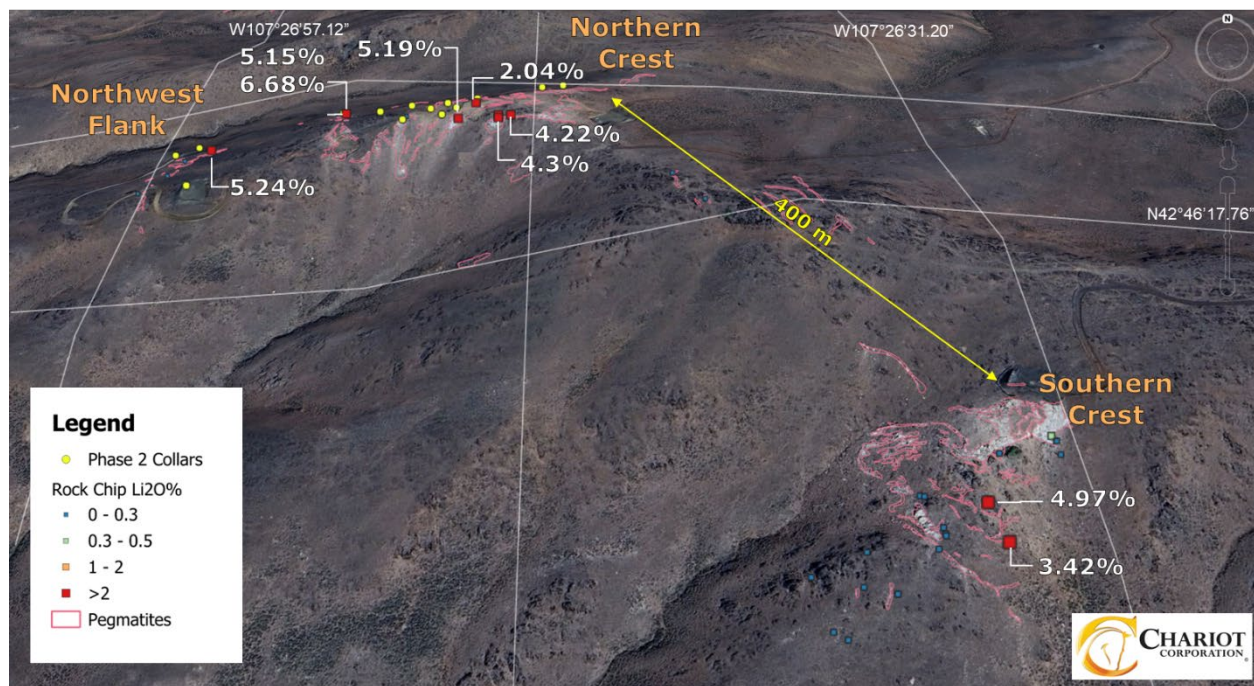 W107°26'57.12"
W107°26'31.20"
N
Northern
Crest
5.15%
6.68%
5.19%
2.04%
Northwest
Flank
4.22%
4.3%
5.24%
N42°46'17.76"
400 m
Southern
Crest
4.97%
3.42%
Legend
Phase 2 Collars
Rock Chip Li2O%
0 - 0.3
0.3 - 0.5
1 - 2
>2
Pegmatites
CHARIOT
CORPORATION